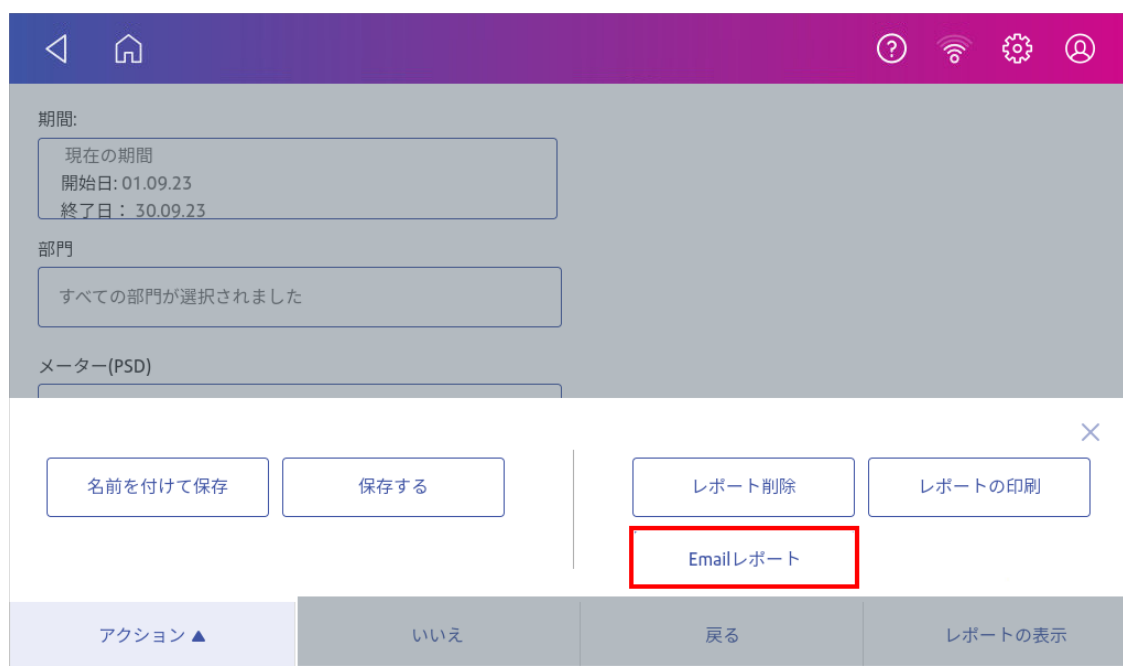 期間:
現在の期間
開始日: 01.09.23
終了日： 30.09.23
部門
すべての部門が選択されました
メーター(PSD)
名前を付けて保存
保存する
レポート削除
レポートの印刷
Emailレポート
アクション ▲
いいえ
戻る
レポートの表示